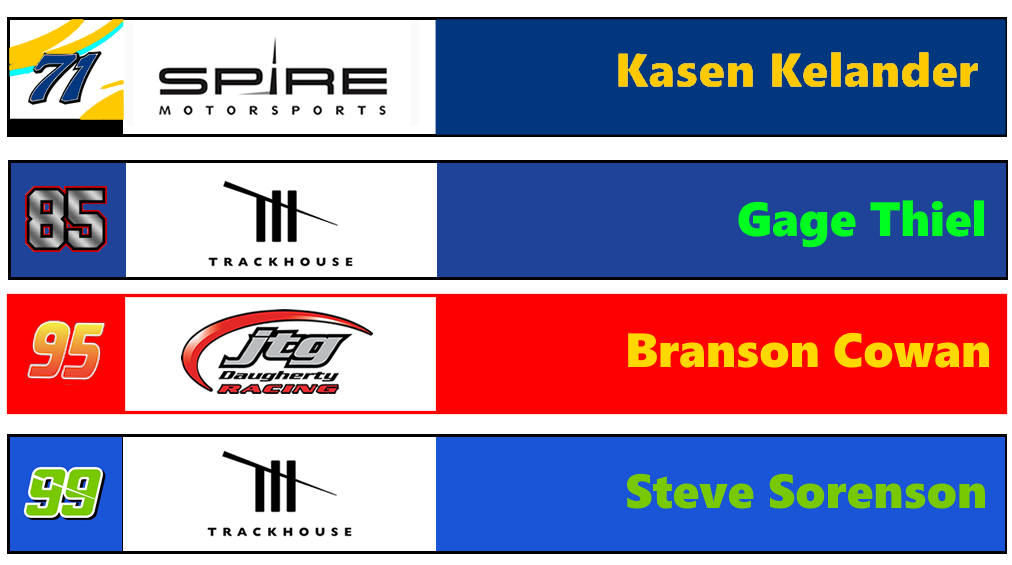 71
SPIRE
MOTORSPORTS
Kasen Kelander
85
TRACKHOUSE
Gage Thiel
95
jtg
Daugherty
RACING
Branson Cowan
99
TRACKHOUSE
Steve Sorenson